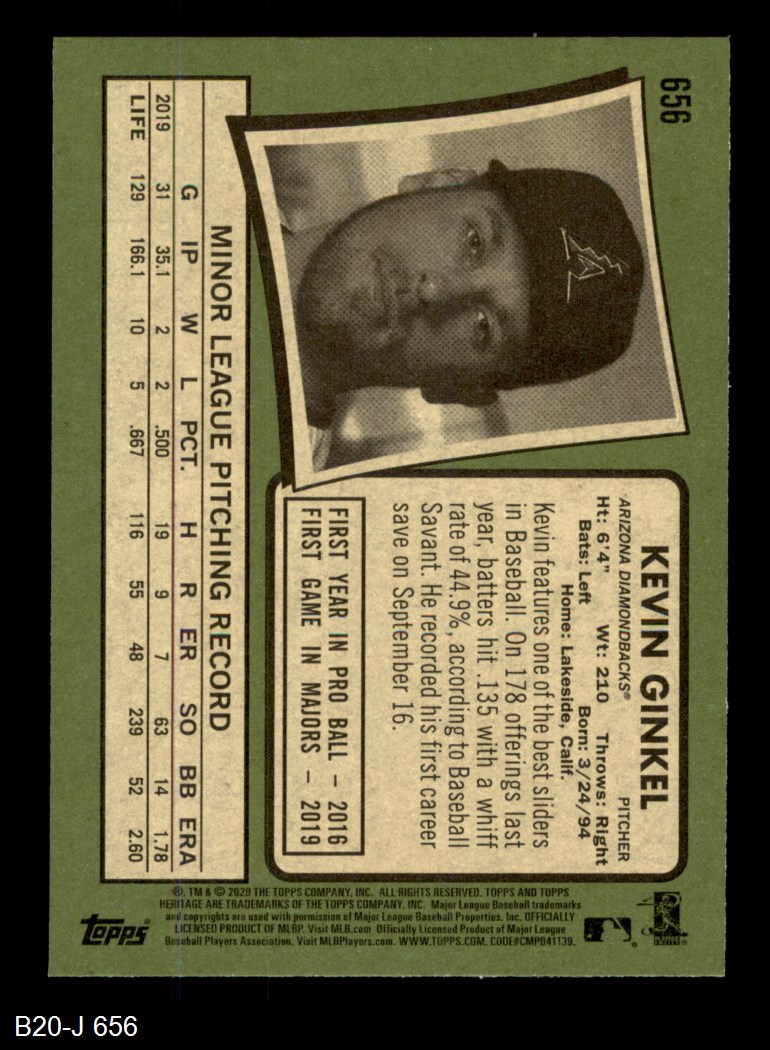 656
KEVIN GINKEL
ARIZONA DIAMONDBACKS® PITCHER
Ht: 6'4" Wt: 210 Throws: Right
Bats: Left Born: 3/24/94
Home: Lakeside, Calif.
Kevin features one of the best sliders
in Baseball. On 178 offerings last
year, batters hit .135 with a whiff
rate of 44.9%, according to Baseball
Savant. He recorded his first career
save on September 16.
FIRST YEAR IN PRO BALL – 2016
FIRST GAME IN MAJORS – 2019
MINOR LEAGUE PITCHING RECORD
G IP W L PCT. H R ER SO BB ERA
2019 31 35.1 2 2 .500 19 9 7 63 14 1.78
LIFE 129 166.1 10 5 .667 116 55 48 239 52 2.60
®, TM & © 2020 THE TOPPS COMPANY, INC. ALL RIGHTS RESERVED. TOPPS AND TOPPS
HERITAGE ARE TRADEMARKS OF THE TOPPS COMPANY, INC. Major League Baseball trademarks
and copyrights are used with permission of Major League Baseball Properties, Inc. OFFICIALLY
LICENSED PRODUCT OF MLBP. Visit MLB.com Officially Licensed Product of Major League
Baseball Players Association. Visit MLBPlayers.com. WWW.TOPPS.COM. CODE#CMP041139.
topps®
B20-J 656